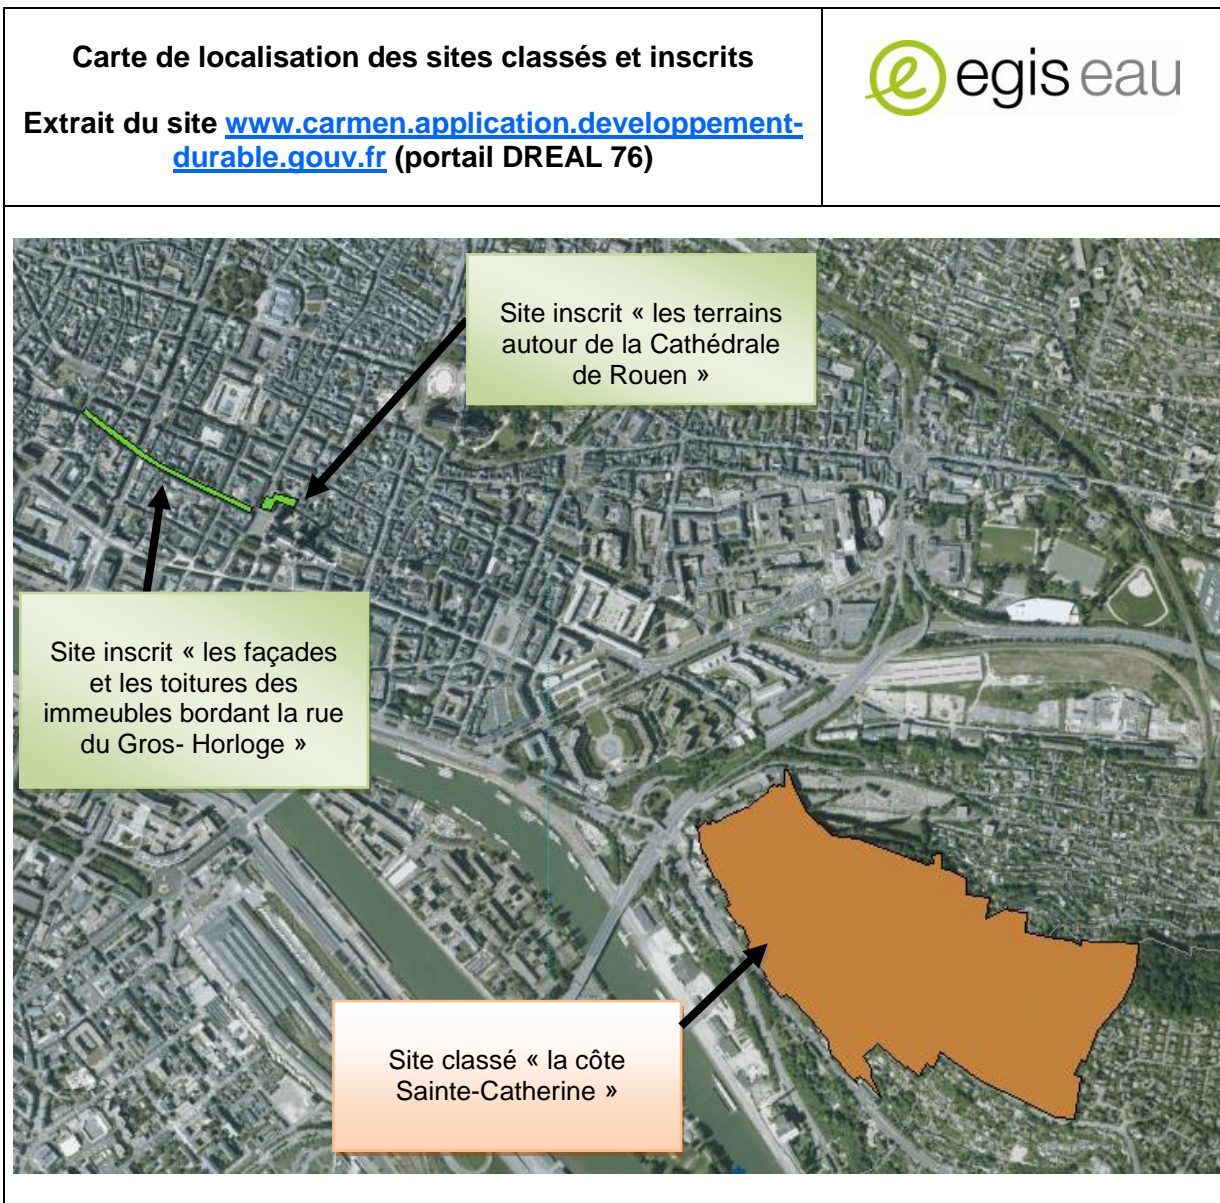 Carte de localisation des sites classés et inscrits
Extrait du site www.carmen.application.developpement-
durable.gouv.fr (portail DREAL 76)
egis eau
Site inscrit « les terrains
autour de la Cathédrale
de Rouen »
Site inscrit « les façades
et les toitures des
immeubles bordant la rue
du Gros- Horloge »
Site classé « la côte
Sainte-Catherine »